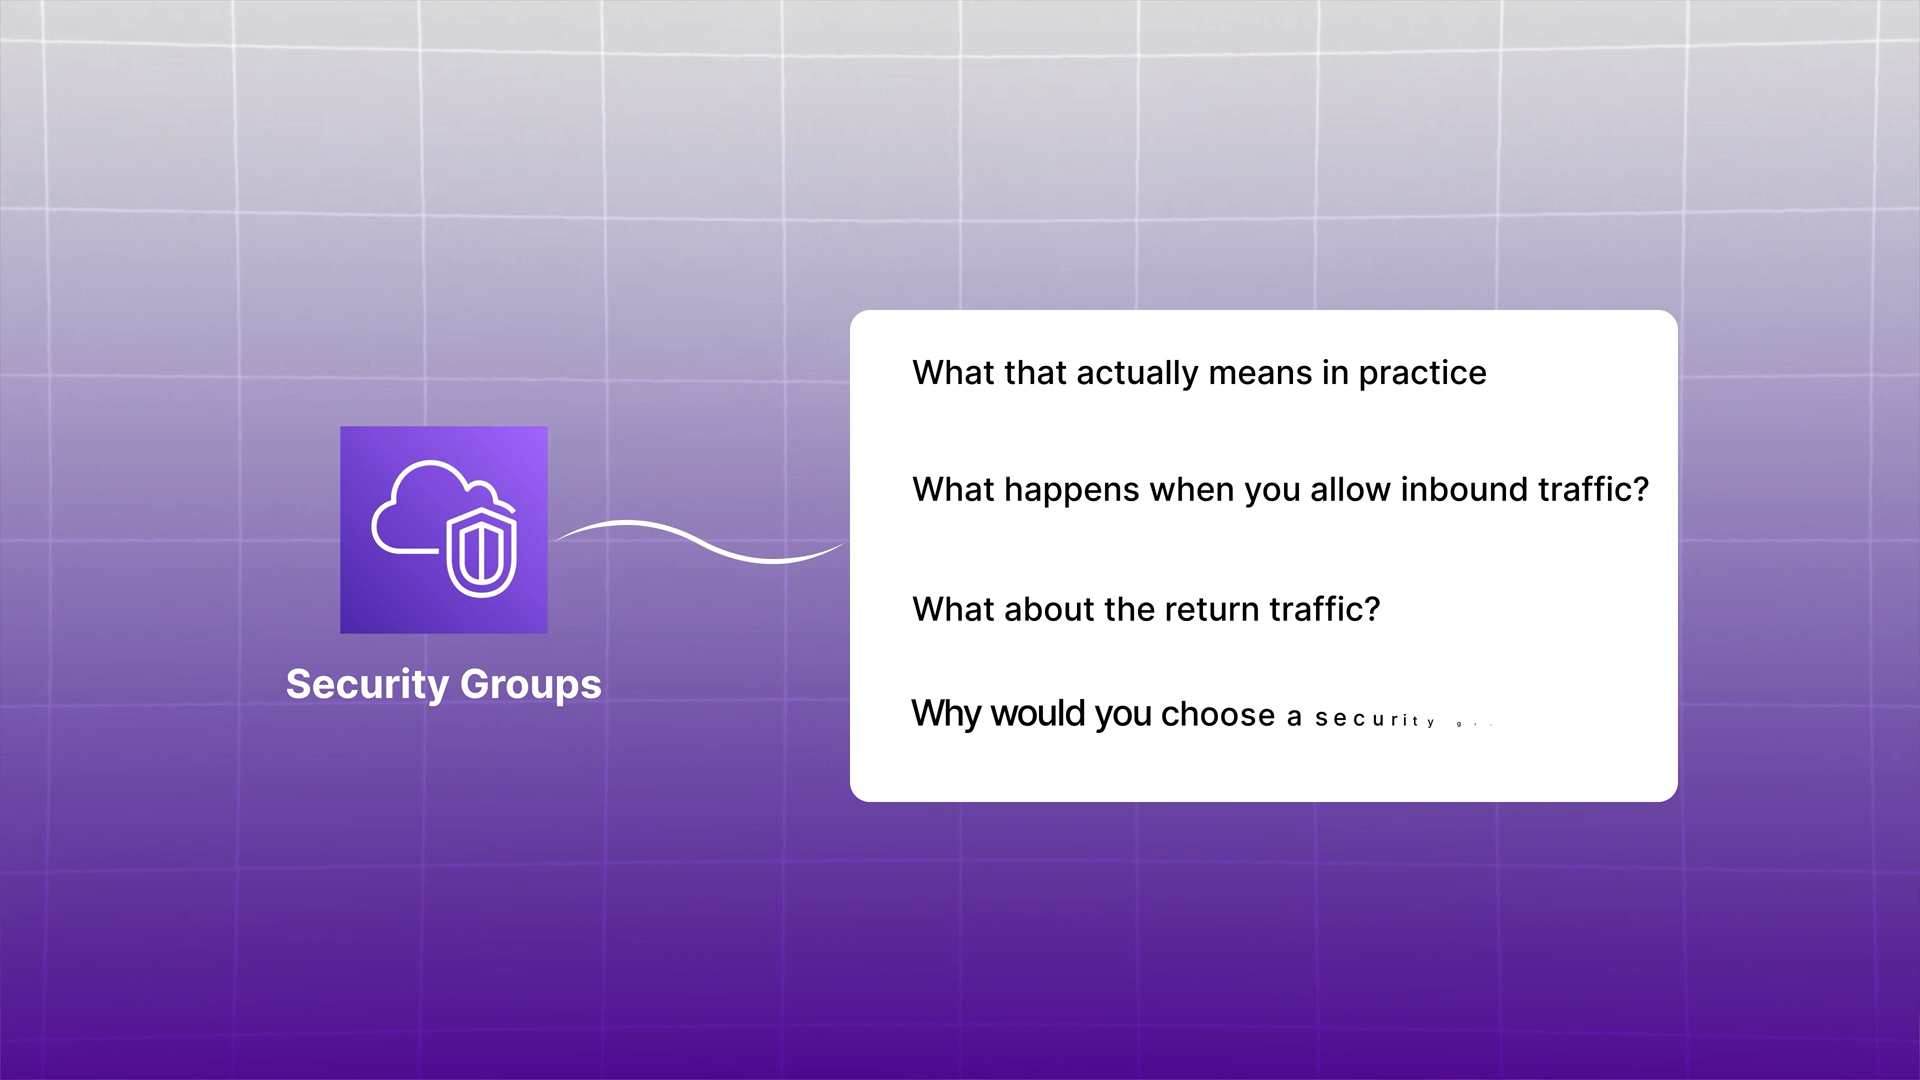 What that actually means in practice
What happens when you allow inbound traffic?
What about the return traffic?
Why would you choose a security
Security Groups